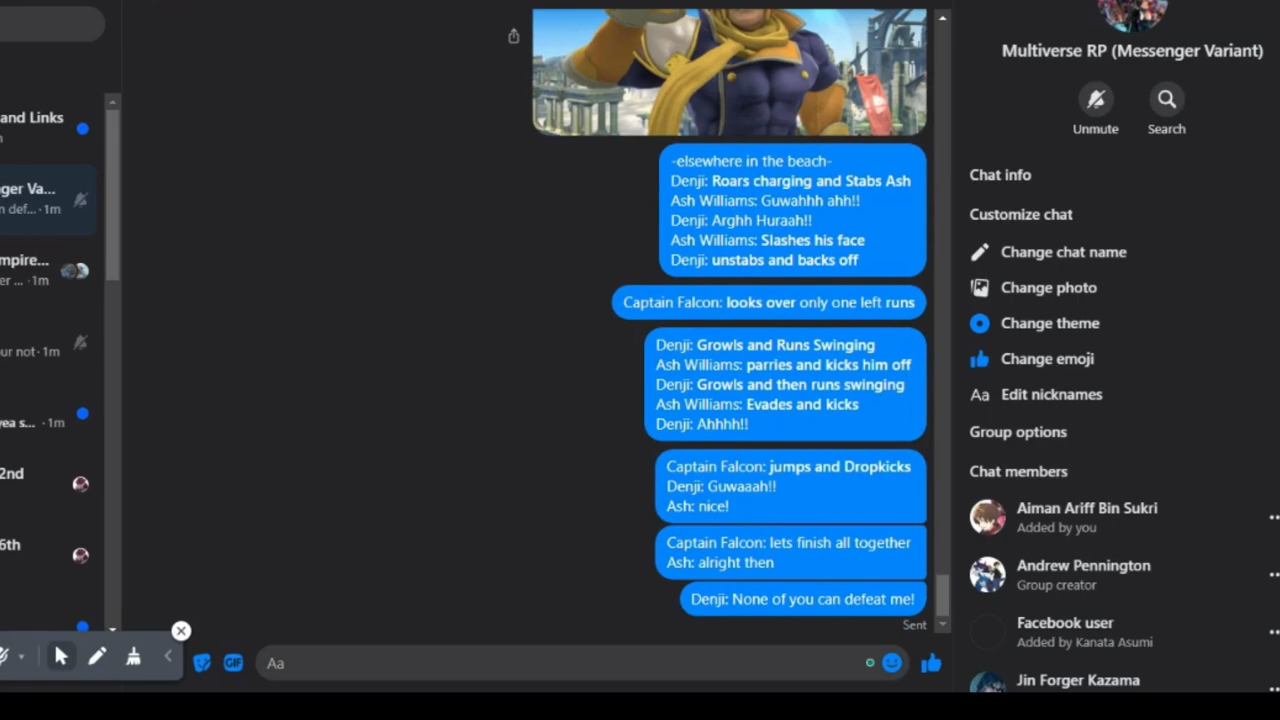 and Links
n
ger Va...
n def... · 1m
mpire...
er ... · 1m
ur not · 1m
yea s... · 1m
2nd
6th
-elsewhere in the beach-
Denji: Roars charging and Stabs Ash
Ash Williams: Guwahhh ahh!!
Denji: Arghh Huraah!!
Ash Williams: Slashes his face
Denji: unstabs and backs off
Captain Falcon: looks over only one left runs
Denji: Growls and Runs Swinging
Ash Williams: parries and kicks him off
Denji: Growls and then runs swinging
Ash Williams: Evades and kicks
Denji: Ahhhh!!
Captain Falcon: jumps and Dropkicks
Denji: Guwaaah!!
Ash: nice!
Captain Falcon: lets finish all together
Ash: alright then
Denji: None of you can defeat me!
Sent
GIF
Aa
Multiverse RP (Messenger Variant)
Unmute
Search
Chat info
Customize chat
Change chat name
Change photo
Change theme
Change emoji
Aa Edit nicknames
Group options
Chat members
Aiman Ariff Bin Sukri
Added by you
Andrew Pennington
Group creator
Facebook user
Added by Kanata Asumi
Jin Forger Kazama